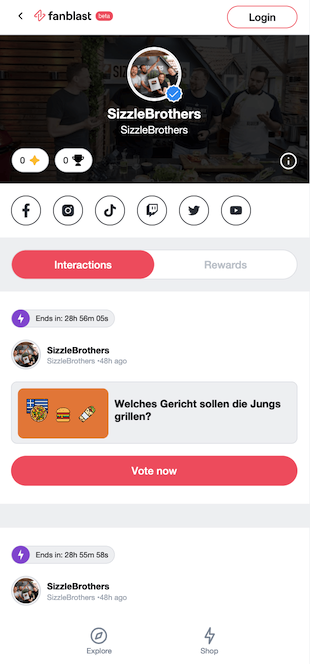 fanblast beta
Login
SizzleBrothers
SizzleBrothers
0
0
Interactions
Rewards
Ends in: 28h 56m 05s
SizzleBrothers
SizzleBrothers •48h ago
Welches Gericht sollen die Jungs
grillen?
Vote now
Ends in: 28h 55m 58s
SizzleBrothers
SizzleBrothers •48h ago
Explore
Shop